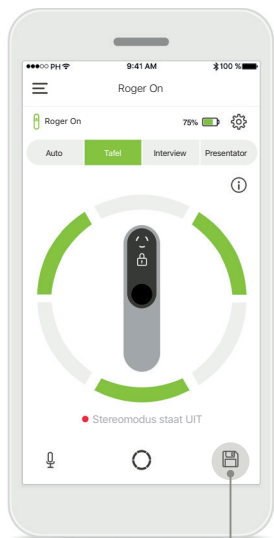 PH 9:41 AM 100 %
Roger On
Roger On 75%
Auto Tafel Interview Presentator
Stereomodus staat UIT